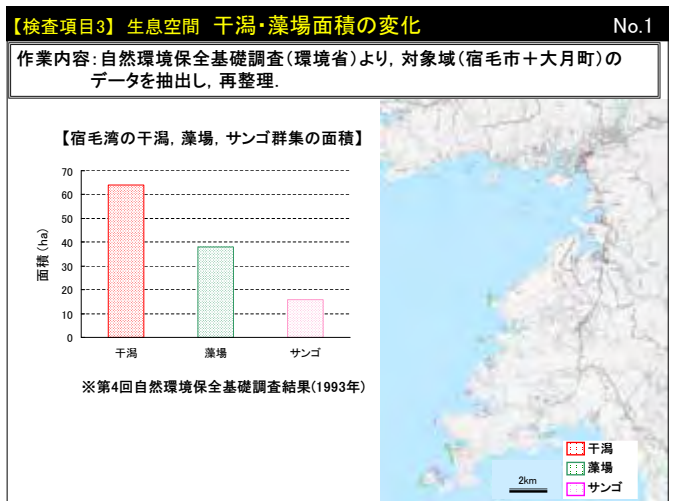 【検査項目3】 生息空間 干潟・藻場面積の変化 No.1
作業内容：自然環境保全基礎調査（環境省）より，対象域（宿毛市＋大月町）の
データを抽出し，再整理．
【宿毛湾の干潟，藻場，サンゴ群集の面積】
面積（ha）
70
60
50
40
30
20
10
0
干潟 藻場 サンゴ
※第4回自然環境保全基礎調査結果(1993年)
2km
干潟
藻場
サンゴ